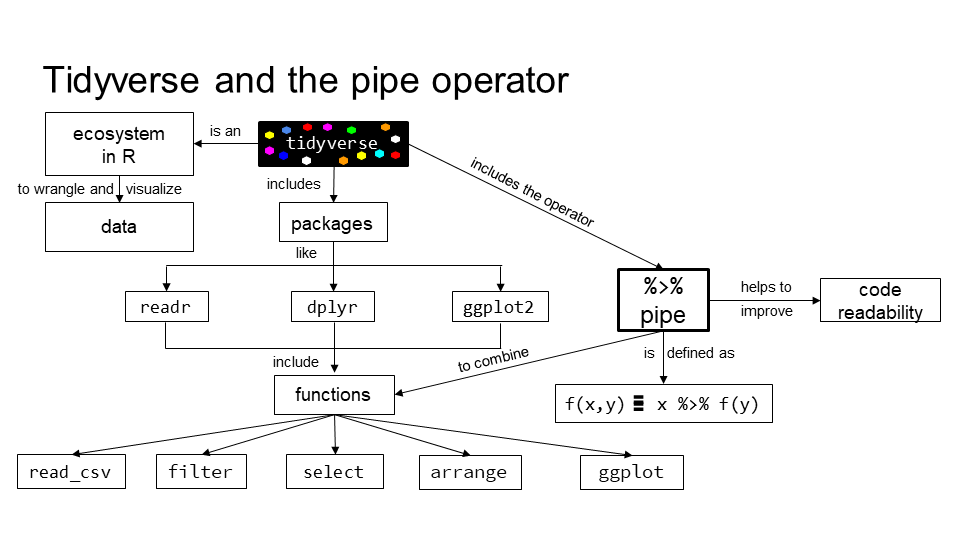 Tidyverse and the pipe operator
ecosystem
in R
is an
tidyverse
to wrangle and visualize
includes
includes the operator
data
packages
like
readr
dplyr
ggplot2
%>%
pipe
helps to
improve
code
readability
include
to combine
is defined as
functions
f(x,y) ≡ x %>% f(y)
read_csv
filter
select
arrange
ggplot